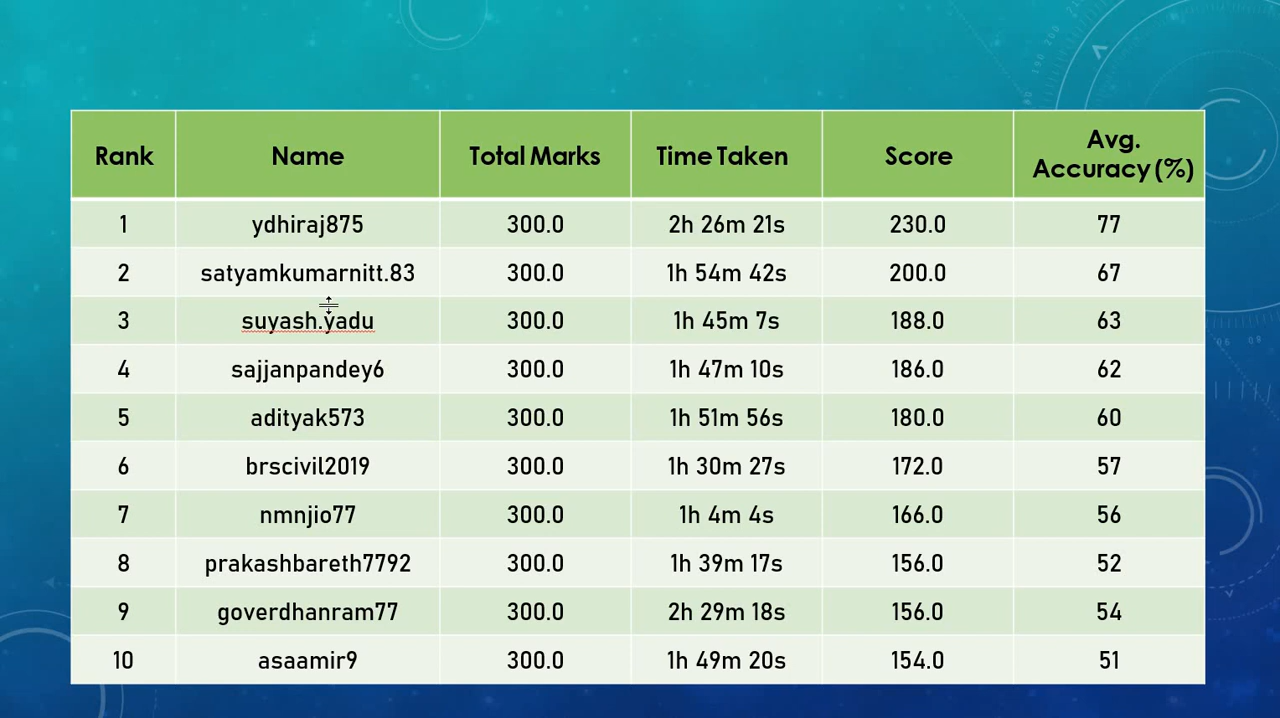 Rank Name Total Marks Time Taken Score Avg. Accuracy (%)
1 ydhiraj875 300.0 2h 26m 21s 230.0 77
2 satyamkumarnitt.83 300.0 1h 54m 42s 200.0 67
3 suyash.yadu 300.0 1h 45m 7s 188.0 63
4 sajjanpandey6 300.0 1h 47m 10s 186.0 62
5 adityak573 300.0 1h 51m 56s 180.0 60
6 brscivil2019 300.0 1h 30m 27s 172.0 57
7 nmnjio77 300.0 1h 4m 4s 166.0 56
8 prakashbareth7792 300.0 1h 39m 17s 156.0 52
9 goverdhanram77 300.0 2h 29m 18s 156.0 54
10 asaamir9 300.0 1h 49m 20s 154.0 51